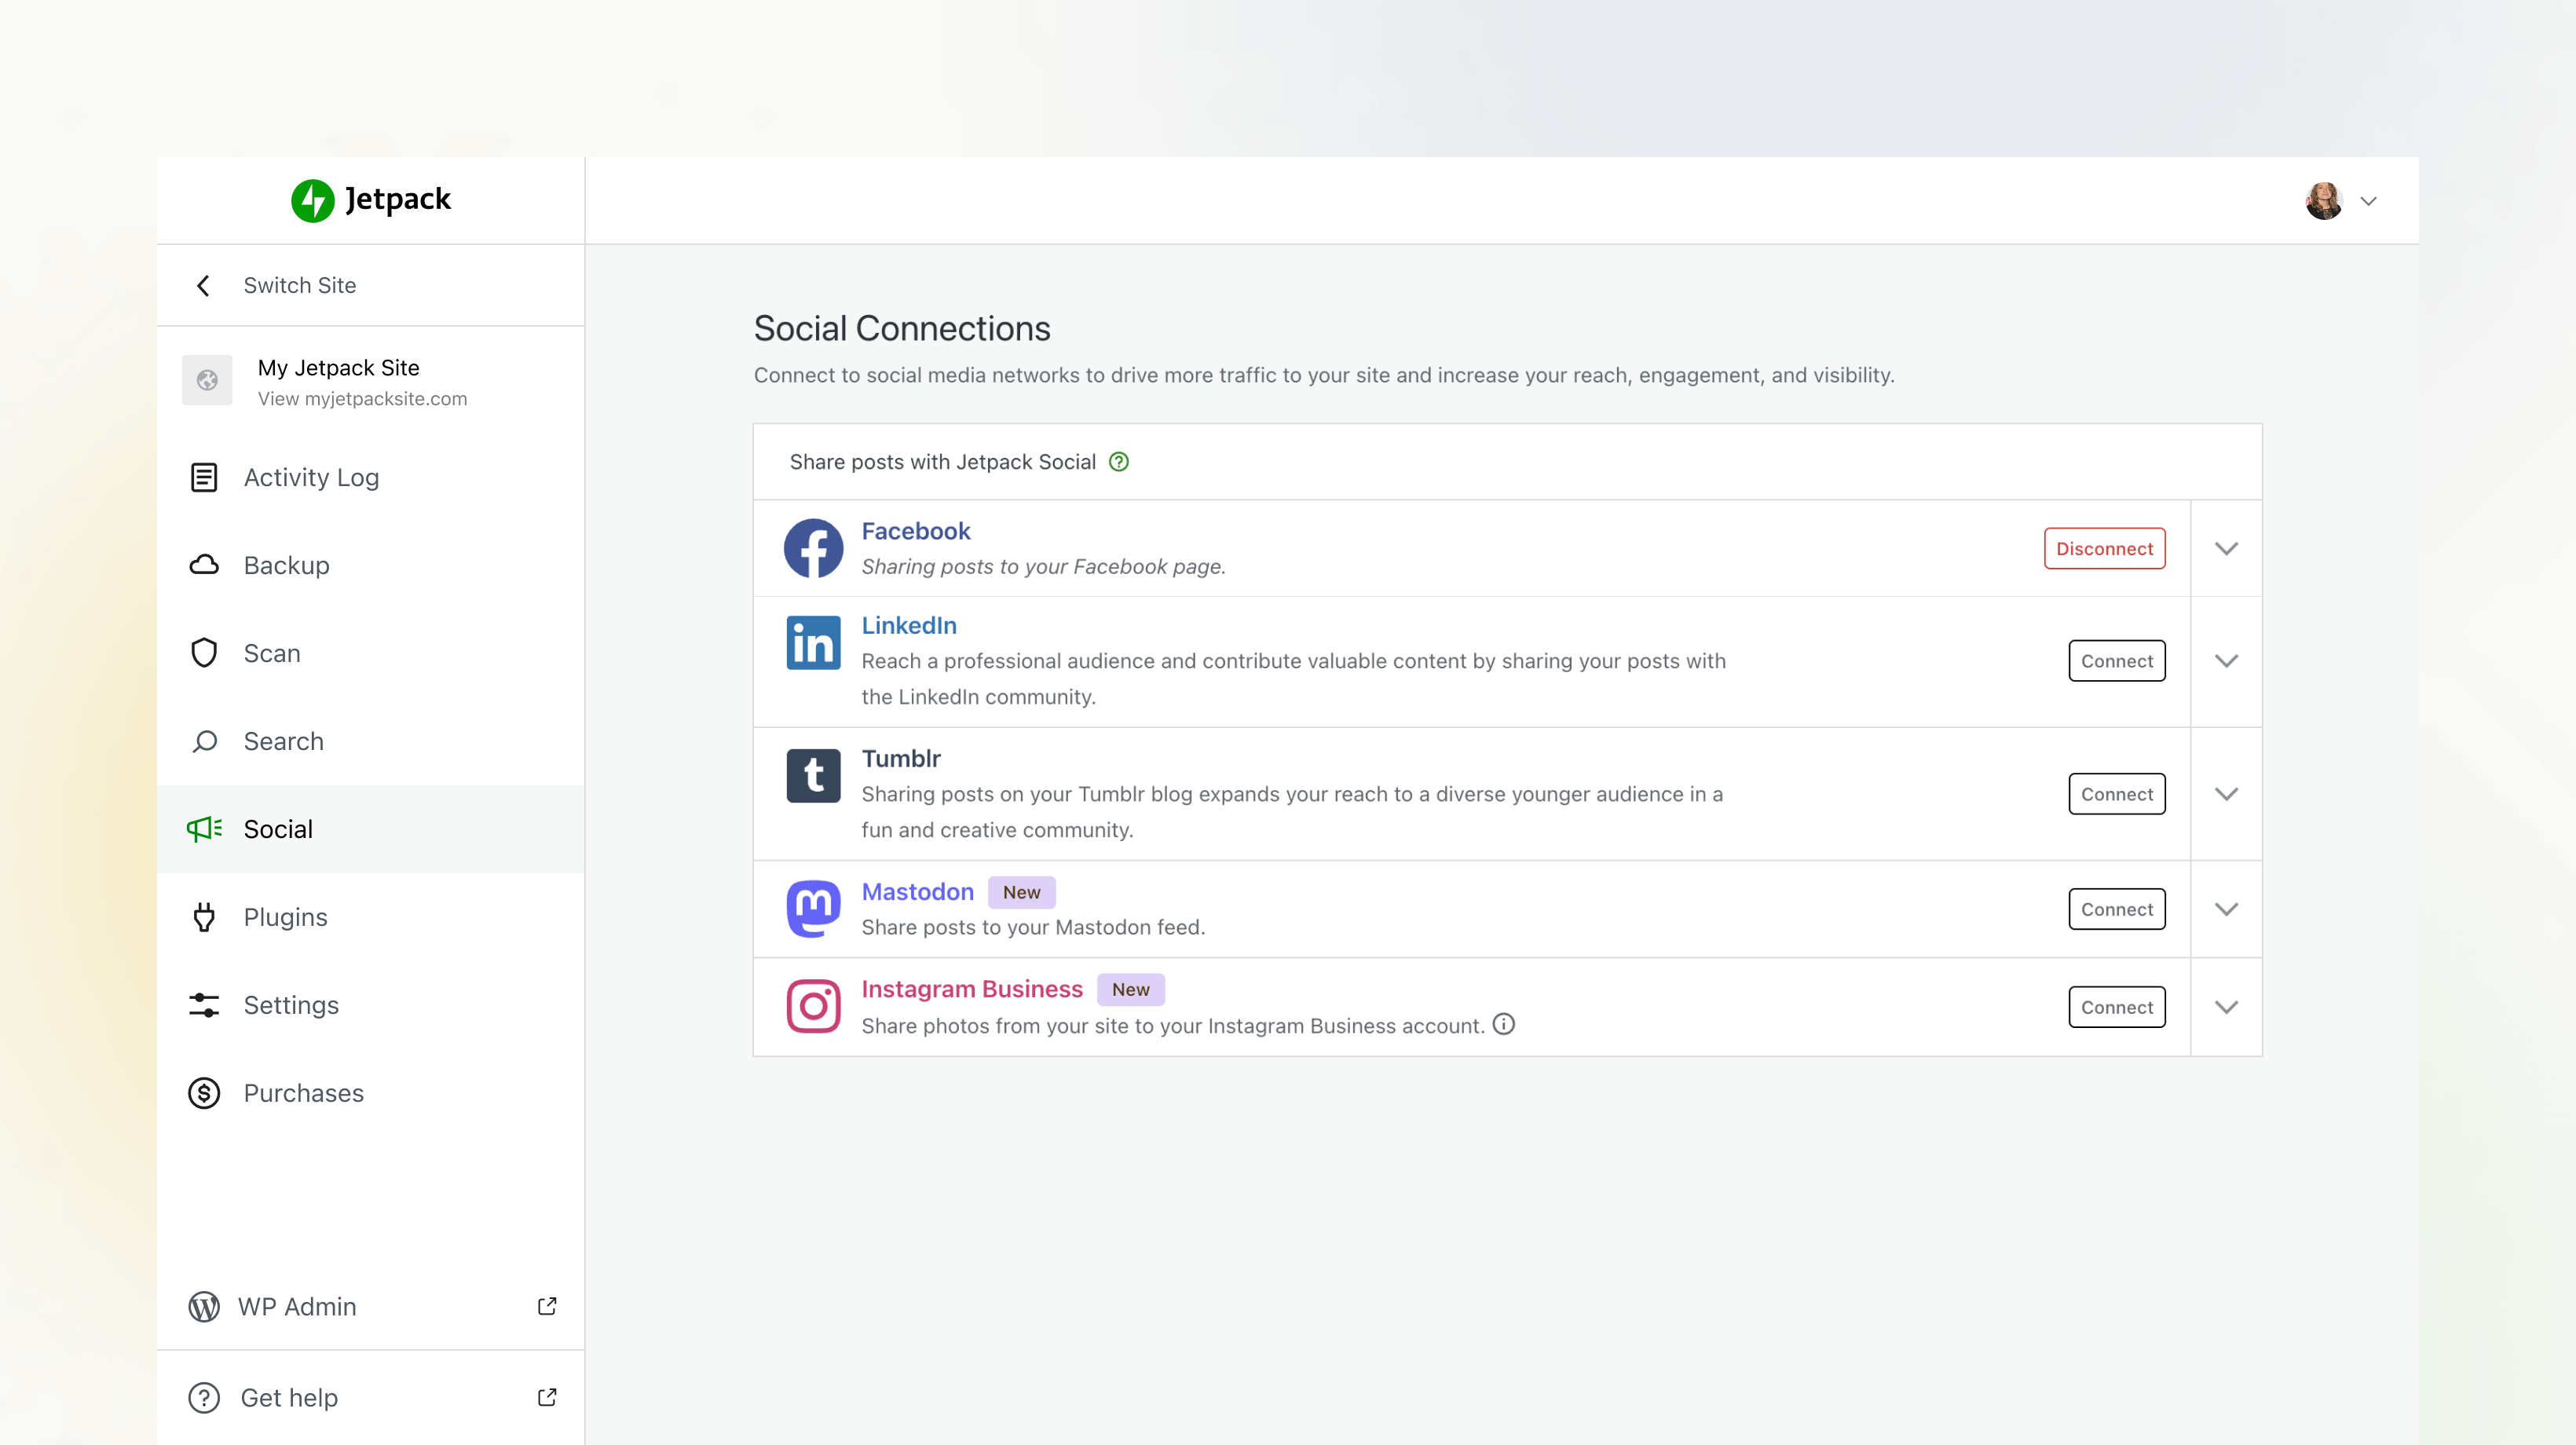 Jetpack
Switch Site
My Jetpack Site
View myjetpacksite.com
Activity Log
Backup
Scan
Search
Social
Plugins
Settings
Purchases
WP Admin
Get help
Social Connections
Connect to social media networks to drive more traffic to your site and increase your reach, engagement, and visibility.
Share posts with Jetpack Social
Facebook
Sharing posts to your Facebook page.
Disconnect
LinkedIn
Reach a professional audience and contribute valuable content by sharing your posts with
the LinkedIn community.
Connect
Tumblr
Sharing posts on your Tumblr blog expands your reach to a diverse younger audience in a
fun and creative community.
Connect
Mastodon New
Share posts to your Mastodon feed.
Connect
Instagram Business New
Share photos from your site to your Instagram Business account.
Connect